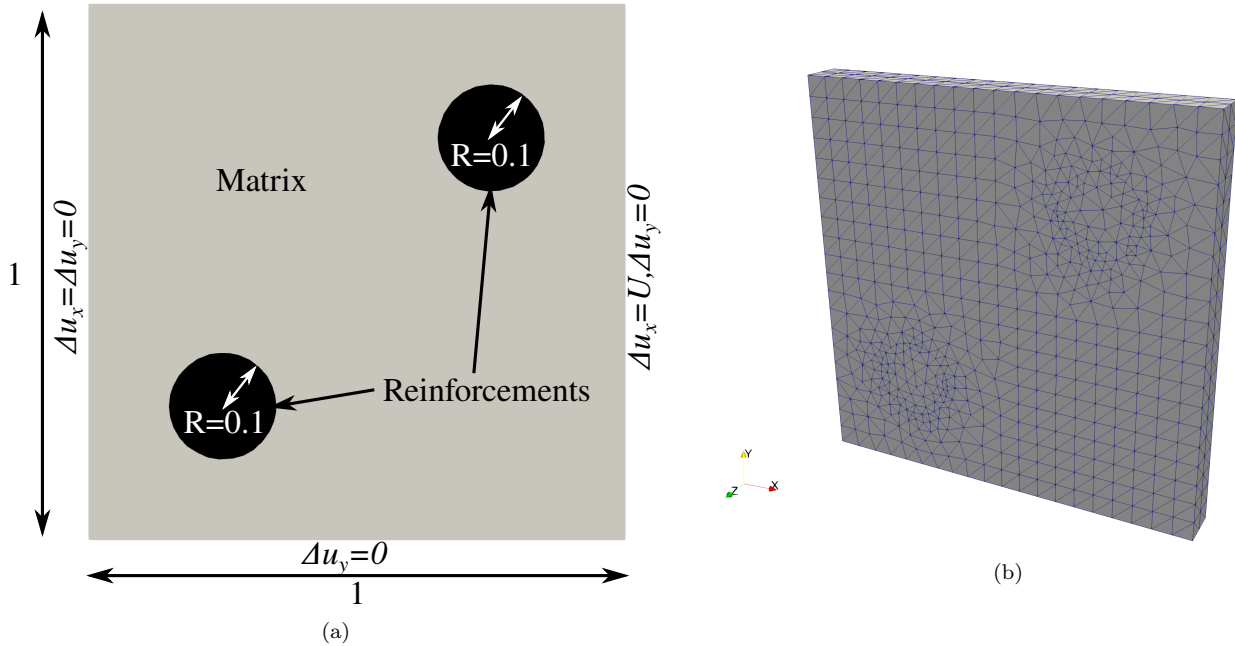 R=0.1
Matrix
1
Δu_x=Δu_y=0
Δu_x=U,Δu_y=0
Reinforcements
R=0.1
Δu_y=0
1
(a)
Y
Z
X
(b)